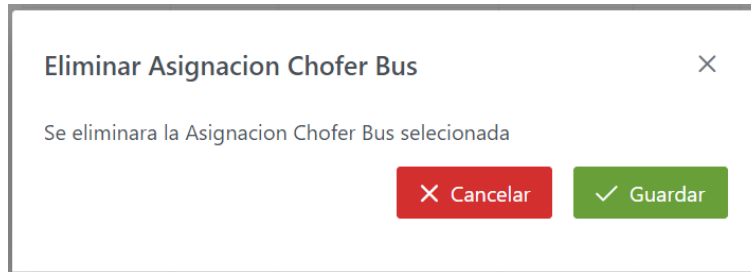 Eliminar Asignacion Chofer Bus
Se eliminara la Asignacion Chofer Bus selecionada
Cancelar
Guardar